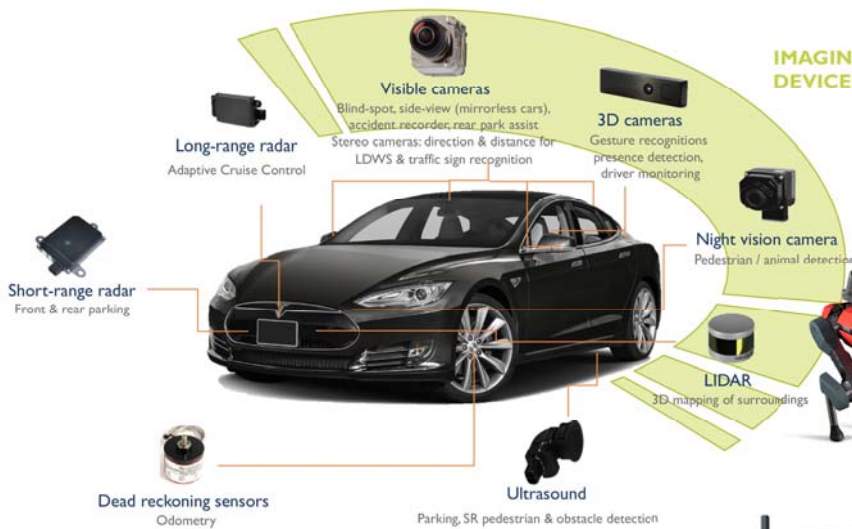 IMAGIN
DEVICE
Visible cameras
Blind-spot, side-view (mirrorless cars),
accident recorder, rear park assist
Stereo cameras: direction & distance for
LDWS & traffic sign recognition
3D cameras
Gesture recognitions
presence detection,
driver monitoring
Long-range radar
Adaptive Cruise Control
Night vision camera
Pedestrian / animal detection
Short-range radar
Front & rear parking
LIDAR
3D mapping of surroundings
Dead reckoning sensors
Odometry
Ultrasound
Parking, SR pedestrian & obstacle detection